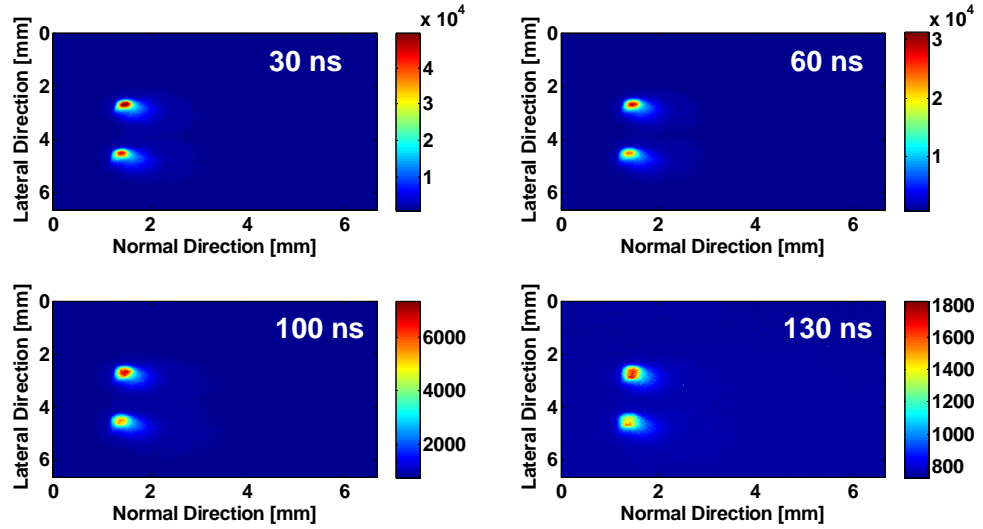 x 10⁴
0
2
4
6
Lateral Direction [mm]
30 ns
4
3
2
1
0 2 4 6
Normal Direction [mm]
x 10⁴
0
2
4
6
Lateral Direction [mm]
60 ns
3
2
1
0 2 4 6
Normal Direction [mm]
0
2
4
6
Lateral Direction [mm]
100 ns
6000
4000
2000
0 2 4 6
Normal Direction [mm]
0
2
4
6
Lateral Direction [mm]
130 ns
1800
1600
1400
1200
1000
800
0 2 4 6
Normal Direction [mm]